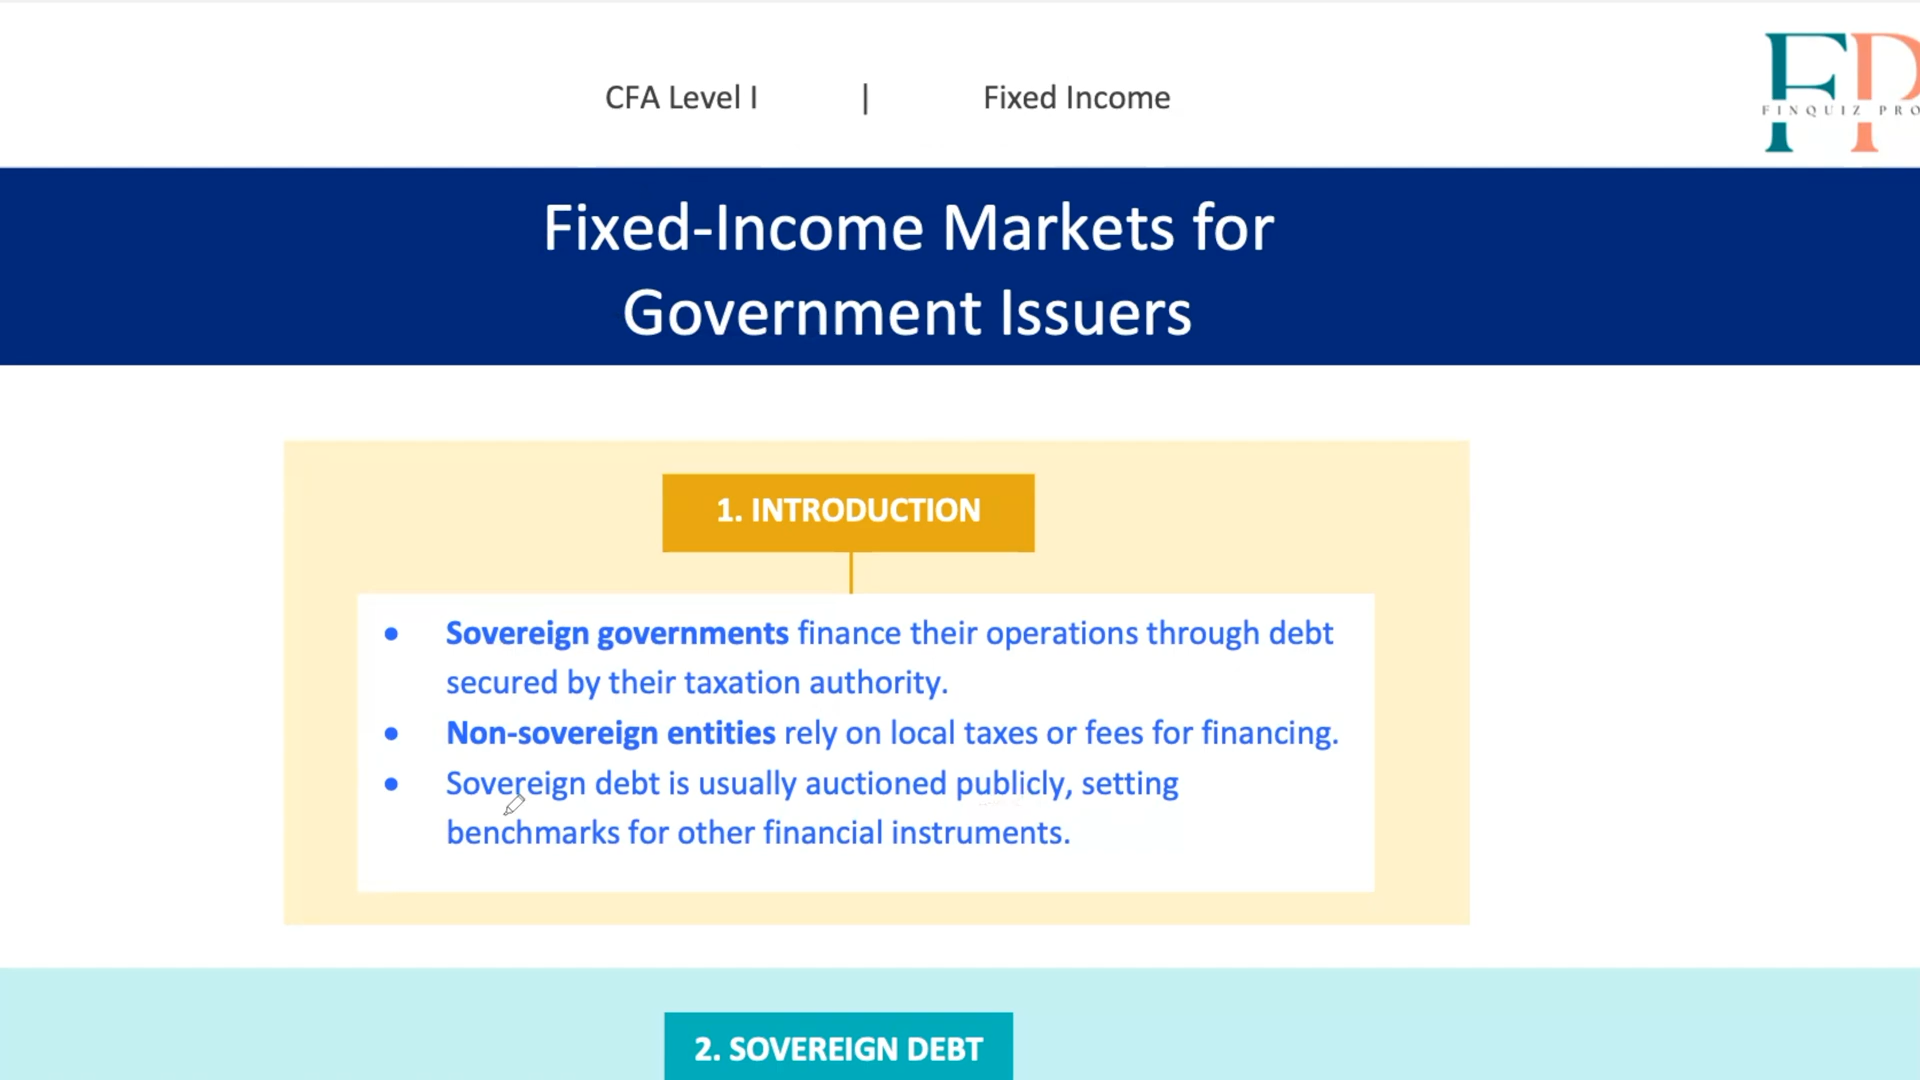 CFA Level I | Fixed Income
FINQUIZ PRO
Fixed-Income Markets for
Government Issuers
1. INTRODUCTION
• Sovereign governments finance their operations through debt
secured by their taxation authority.
• Non-sovereign entities rely on local taxes or fees for financing.
• Sovereign debt is usually auctioned publicly, setting
benchmarks for other financial instruments.
2. SOVEREIGN DEBT